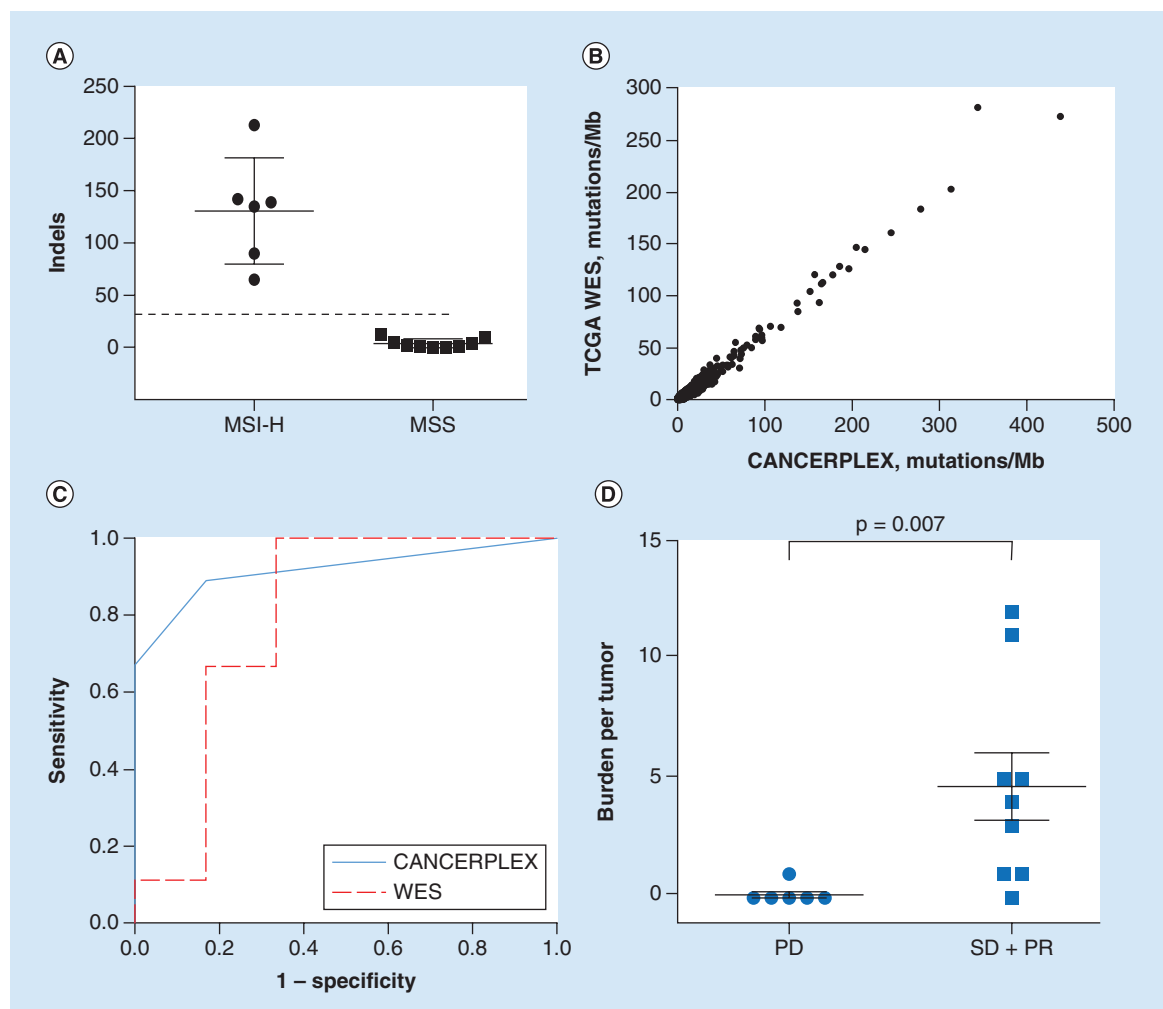 A
250
200
150
100
50
0
Indels
MSI-H
MSS
B
300
250
200
150
100
50
0
TCGA WES, mutations/Mb
0 100 200 300 400 500
CANCERPLEX, mutations/Mb
C
1.0
0.8
0.6
0.4
0.2
0.0
Sensitivity
CANCERPLEX
WES
0.0 0.2 0.4 0.6 0.8 1.0
1 – specificity
D
p = 0.007
15
10
5
0
Burden per tumor
PD
SD + PR